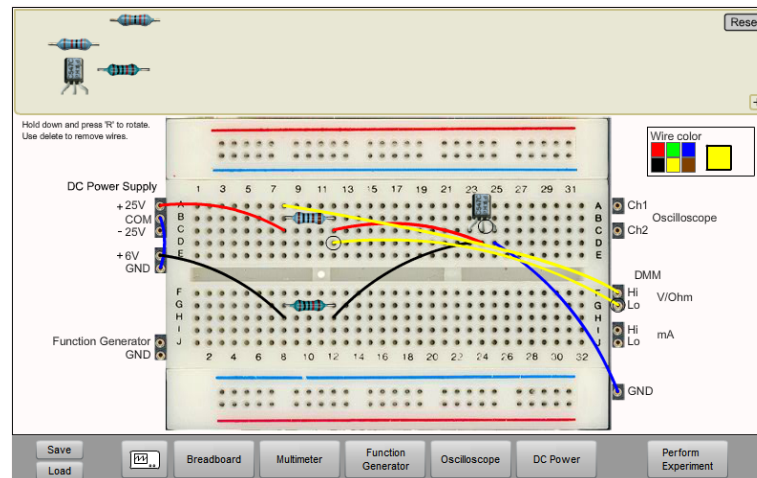 Rese
Hold down and press 'R' to rotate.
Use delete to remove wires.
Wire color
1 3 5 7 9 11 13 15 17 19 21 23 25 27 29 31
DC Power Supply
+25V
COM
-25V
+6V
GND
A A
B B
C C
D D
E E
Ch1
Ch2
Oscilloscope
DMM
F F
G G
H H
I I
J J
Hi
Lo
V/Ohm
Hi
Lo
mA
Function Generator
GND
2 4 6 8 10 12 14 16 18 20 22 24 26 28 30 32
GND
Save
Load
Breadboard
Multimeter
Function
Generator
Oscilloscope
DC Power
Perform
Experiment